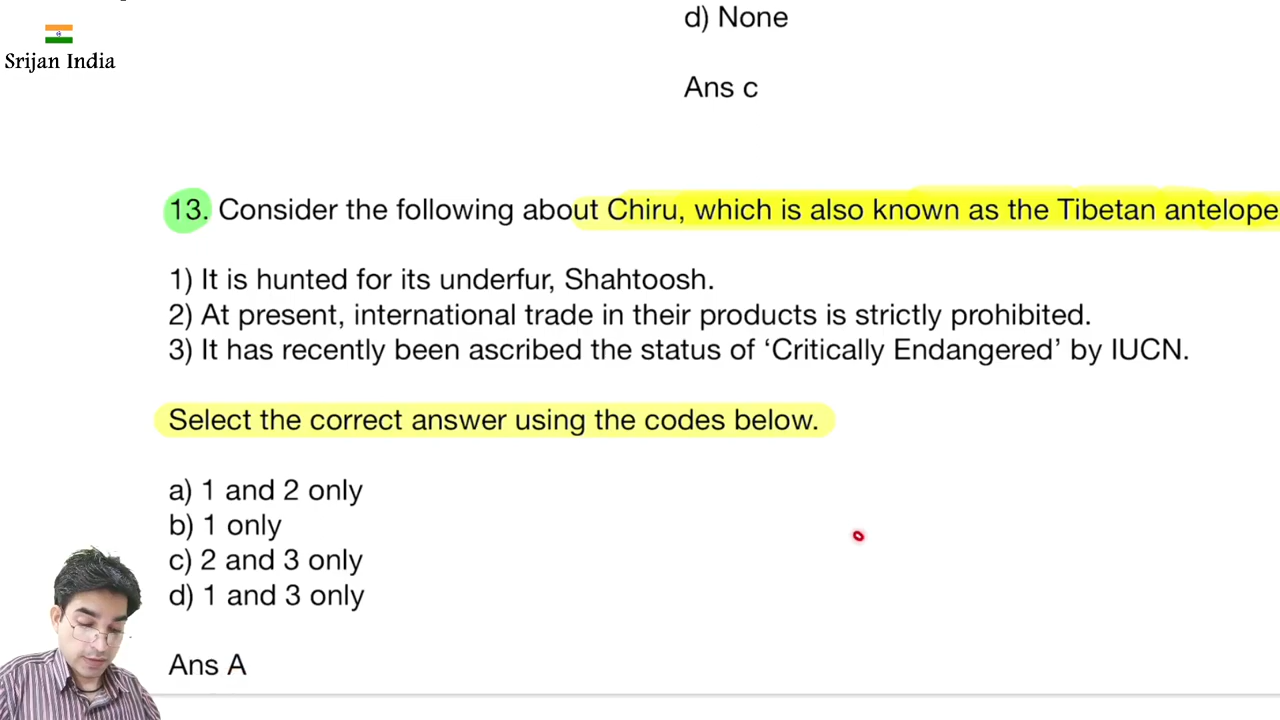 d) None
Srijan India
Ans c
13. Consider the following about Chiru, which is also known as the Tibetan antelope
1) It is hunted for its underfur, Shahtoosh.
2) At present, international trade in their products is strictly prohibited.
3) It has recently been ascribed the status of ‘Critically Endangered’ by IUCN.
Select the correct answer using the codes below.
a) 1 and 2 only
b) 1 only
c) 2 and 3 only
d) 1 and 3 only
Ans A